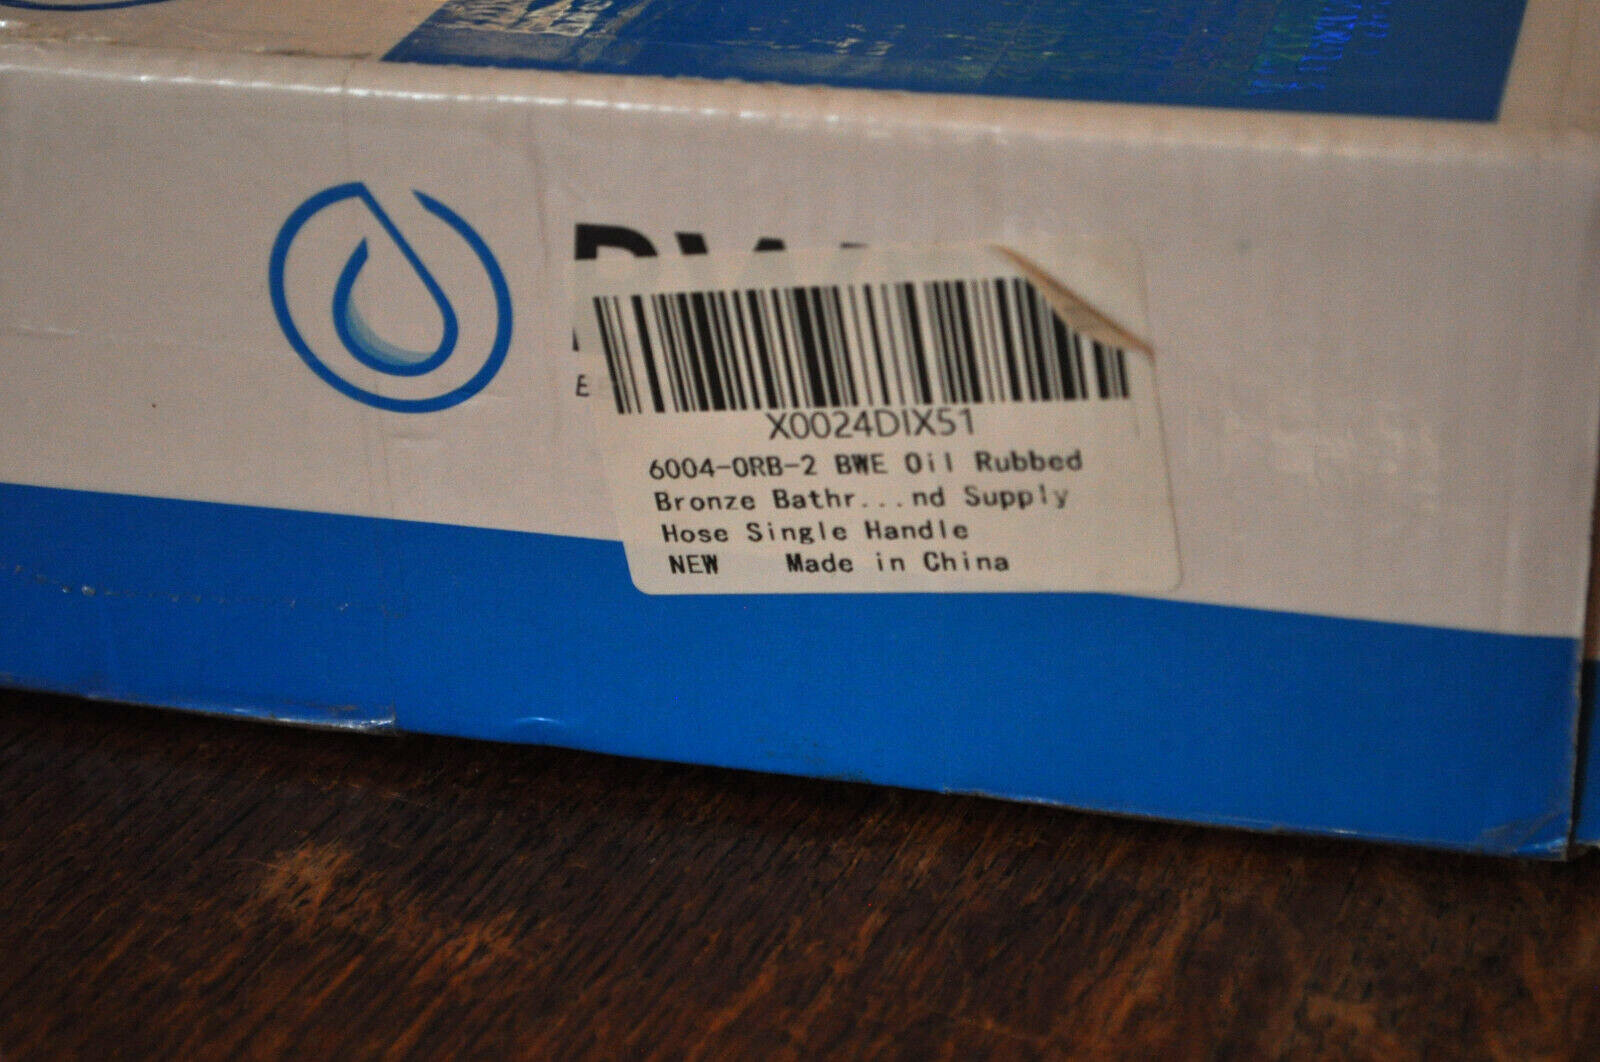 X0024DIX51
6004-ORB-2 BWE Oil Rubbed
Bronze Bathr...nd Supply
Hose Single Handle
NEW Made in China